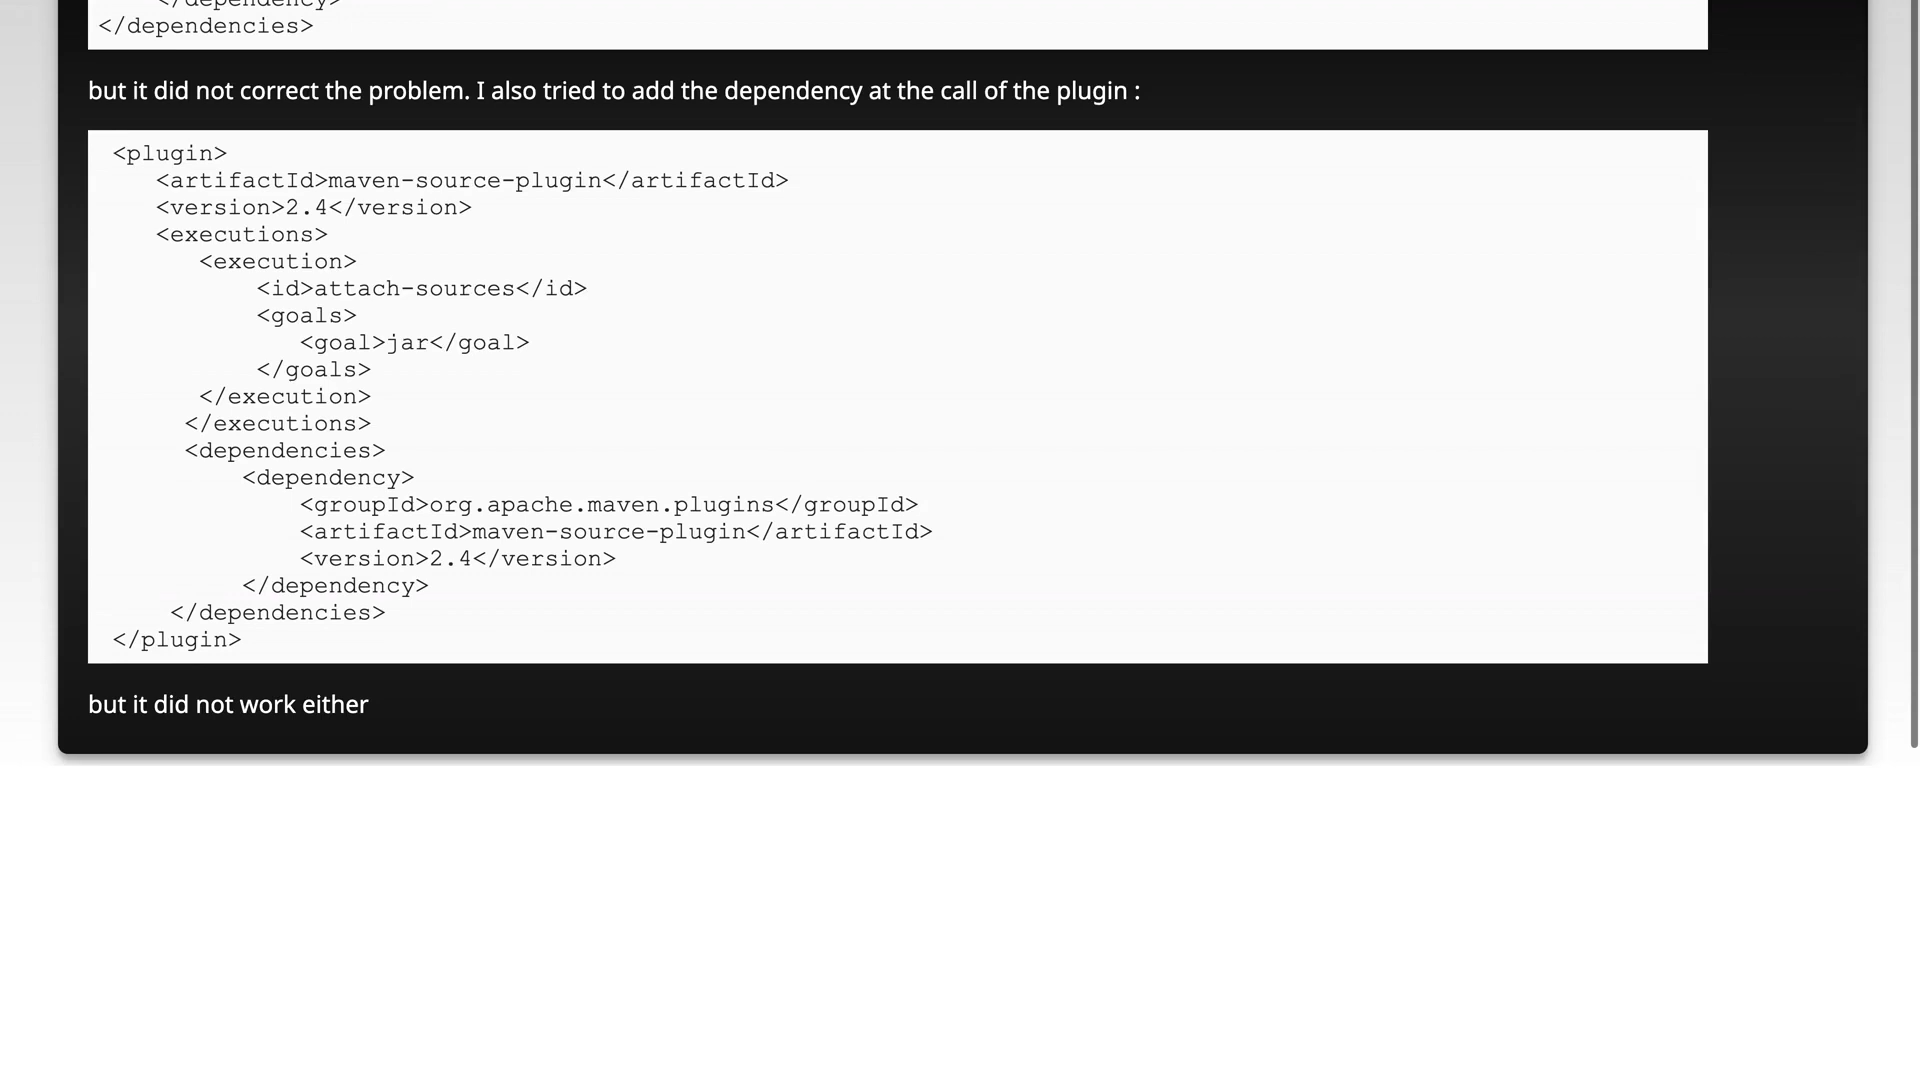 </dependency>
</dependencies>
but it did not correct the problem. I also tried to add the dependency at the call of the plugin :
<plugin>
<artifactId>maven-source-plugin</artifactId>
<version>2.4</version>
<executions>
<execution>
<id>attach-sources</id>
<goals>
<goal>jar</goal>
</goals>
</execution>
</executions>
<dependencies>
<dependency>
<groupId>org.apache.maven.plugins</groupId>
<artifactId>maven-source-plugin</artifactId>
<version>2.4</version>
</dependency>
</dependencies>
</plugin>
but it did not work either